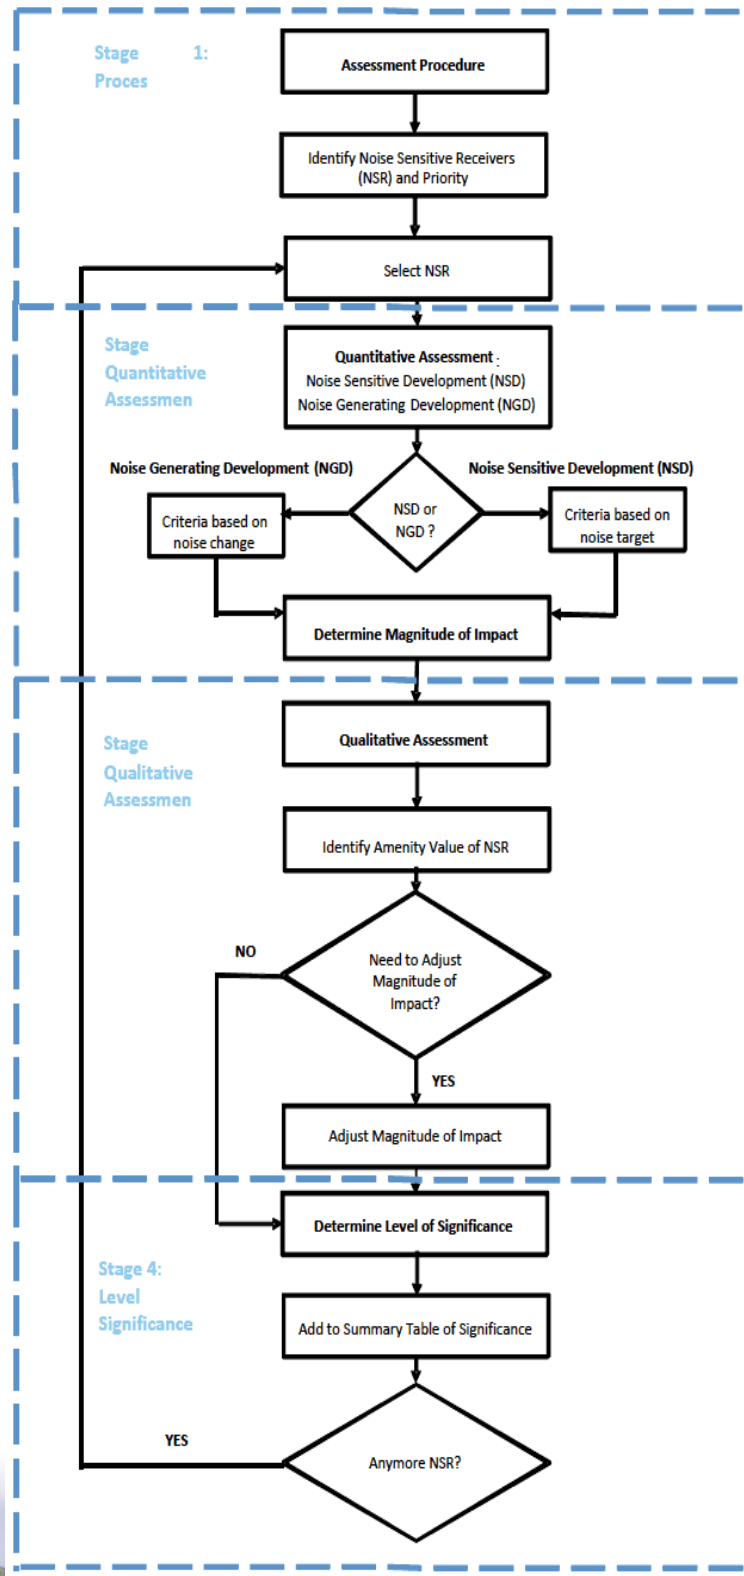 Stage 1:
Proces
Assessment Procedure
Identify Noise Sensitive Receivers
(NSR) and Priority
Select NSR
Stage
Quantitative
Assessmen
Quantitative Assessment :
Noise Sensitive Development (NSD)
Noise Generating Development (NGD)
Noise Generating Development (NGD)
Noise Sensitive Development (NSD)
NSD or
NGD ?
Criteria based on
noise change
Criteria based on
noise target
Determine Magnitude of Impact
Stage
Qualitative
Assessmen
Qualitative Assessment
Identify Amenity Value of NSR
NO
Need to Adjust
Magnitude of
Impact?
YES
Adjust Magnitude of Impact
Determine Level of Significance
Stage 4:
Level
Significance
Add to Summary Table of Significance
YES
Anymore NSR?